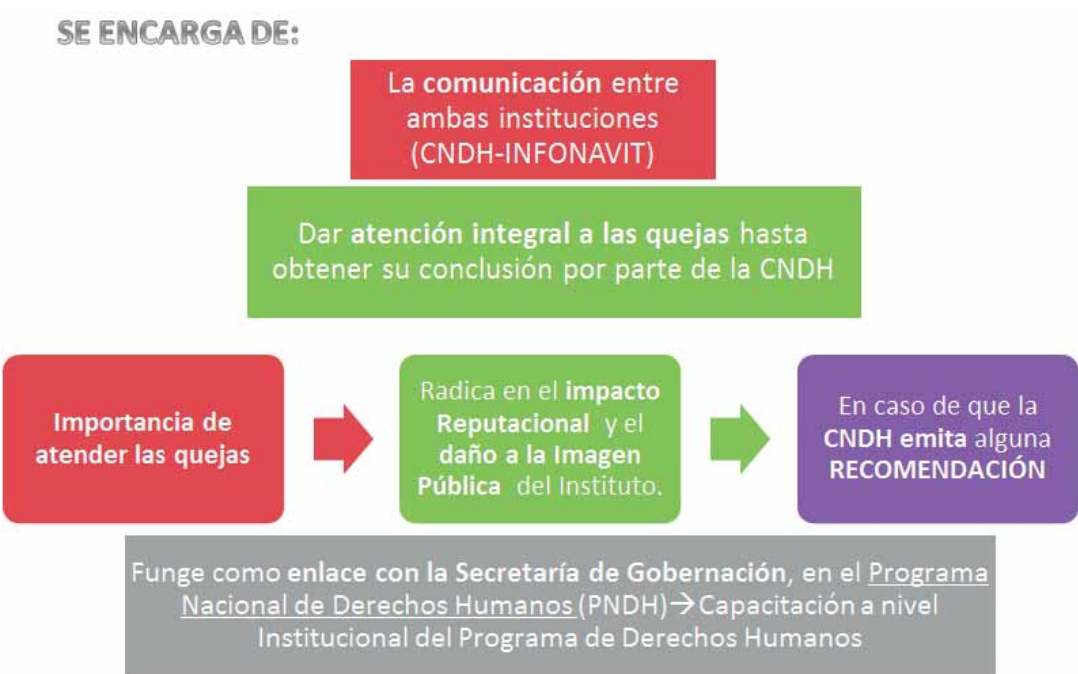 SE ENCARGA DE:
La comunicación entre
ambas instituciones
(CNDH-INFONAVIT)
Dar atención integral a las quejas hasta
obtener su conclusión por parte de la CNDH
Importancia de
atender las quejas
Radica en el impacto
Reputacional y el
daño a la Imagen
Pública del Instituto.
En caso de que la
CNDH emita alguna
RECOMENDACIÓN
Funge como enlace con la Secretaría de Gobernación, en el Programa
Nacional de Derechos Humanos (PNDH)→Capacitación a nivel
Institucional del Programa de Derechos Humanos